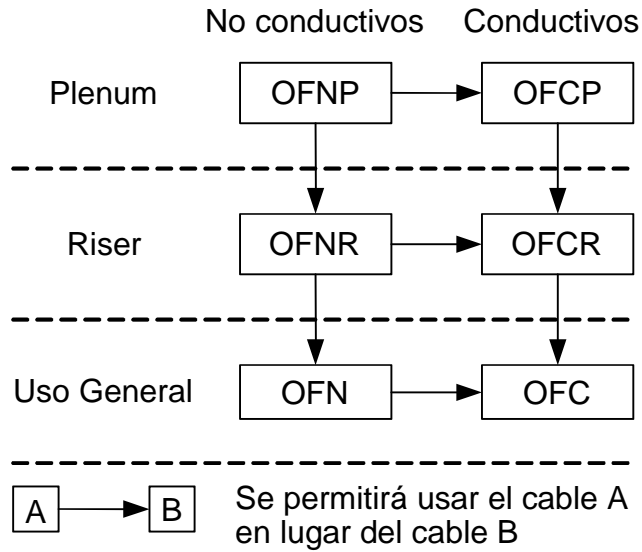 No conductivos Conductivos
Plenum OFNP OFCP
Riser OFNR OFCR
Uso General OFN OFC
A B Se permitirá usar el cable A
en lugar del cable B